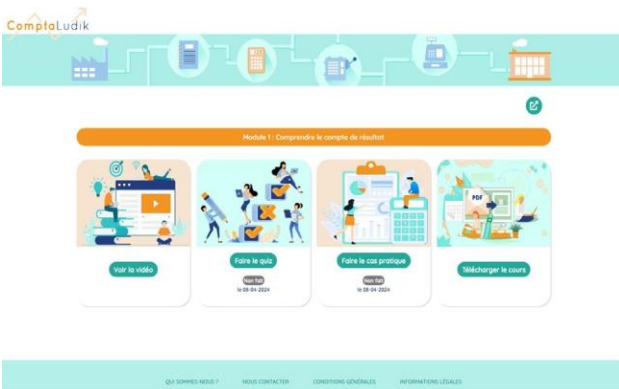 ComptaLudik
Module 1 : Comprendre le compte de résultat
PDF
Voir la vidéo
Faire le quiz
Faire le cas pratique
Télécharger le cours
Non fait
Non fait
le 08-04-2024
le 08-04-2024
QUI SOMMES-NOUS ?
NOUS CONTACTER
CONDITIONS GÉNÉRALES
INFORMATIONS LÉGALES